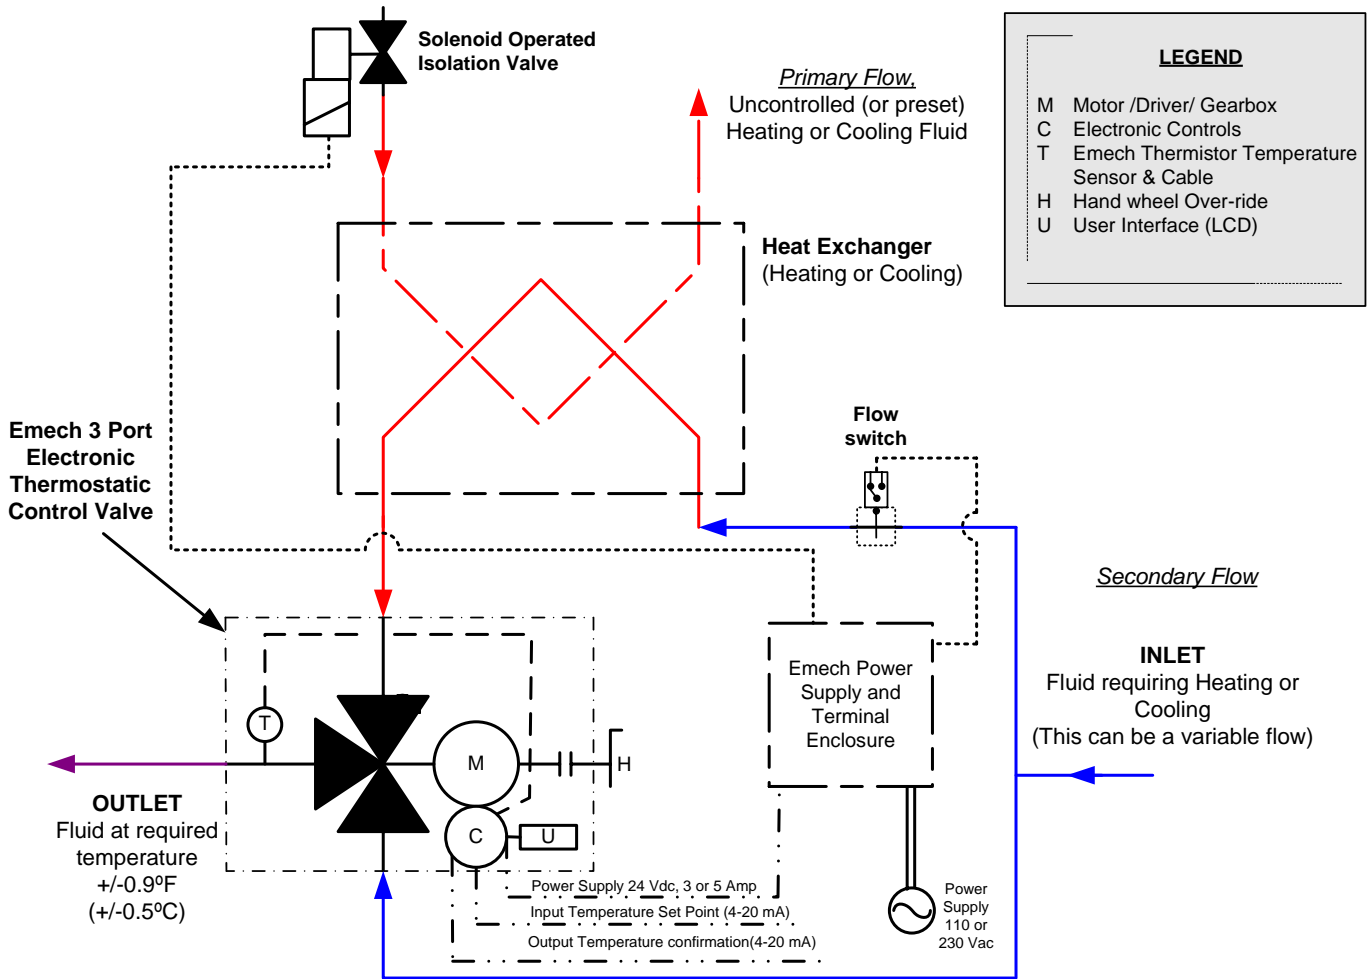 Solenoid Operated
Isolation Valve
Primary Flow,
Uncontrolled (or preset)
Heating or Cooling Fluid
LEGEND
M Motor /Driver/ Gearbox
C Electronic Controls
T Emech Thermistor Temperature
Sensor & Cable
H Hand wheel Over-ride
U User Interface (LCD)
Heat Exchanger
(Heating or Cooling)
Emech 3 Port
Electronic
Thermostatic
Control Valve
Flow
switch
Secondary Flow
INLET
Fluid requiring Heating or
Cooling
(This can be a variable flow)
Emech Power
Supply and
Terminal
Enclosure
T
M
H
C
U
OUTLET
Fluid at required
temperature
+/-0.9ºF
(+/-0.5ºC)
Power Supply 24 Vdc, 3 or 5 Amp
Input Temperature Set Point (4-20 mA)
Output Temperature confirmation(4-20 mA)
Power
Supply
110 or
230 Vac